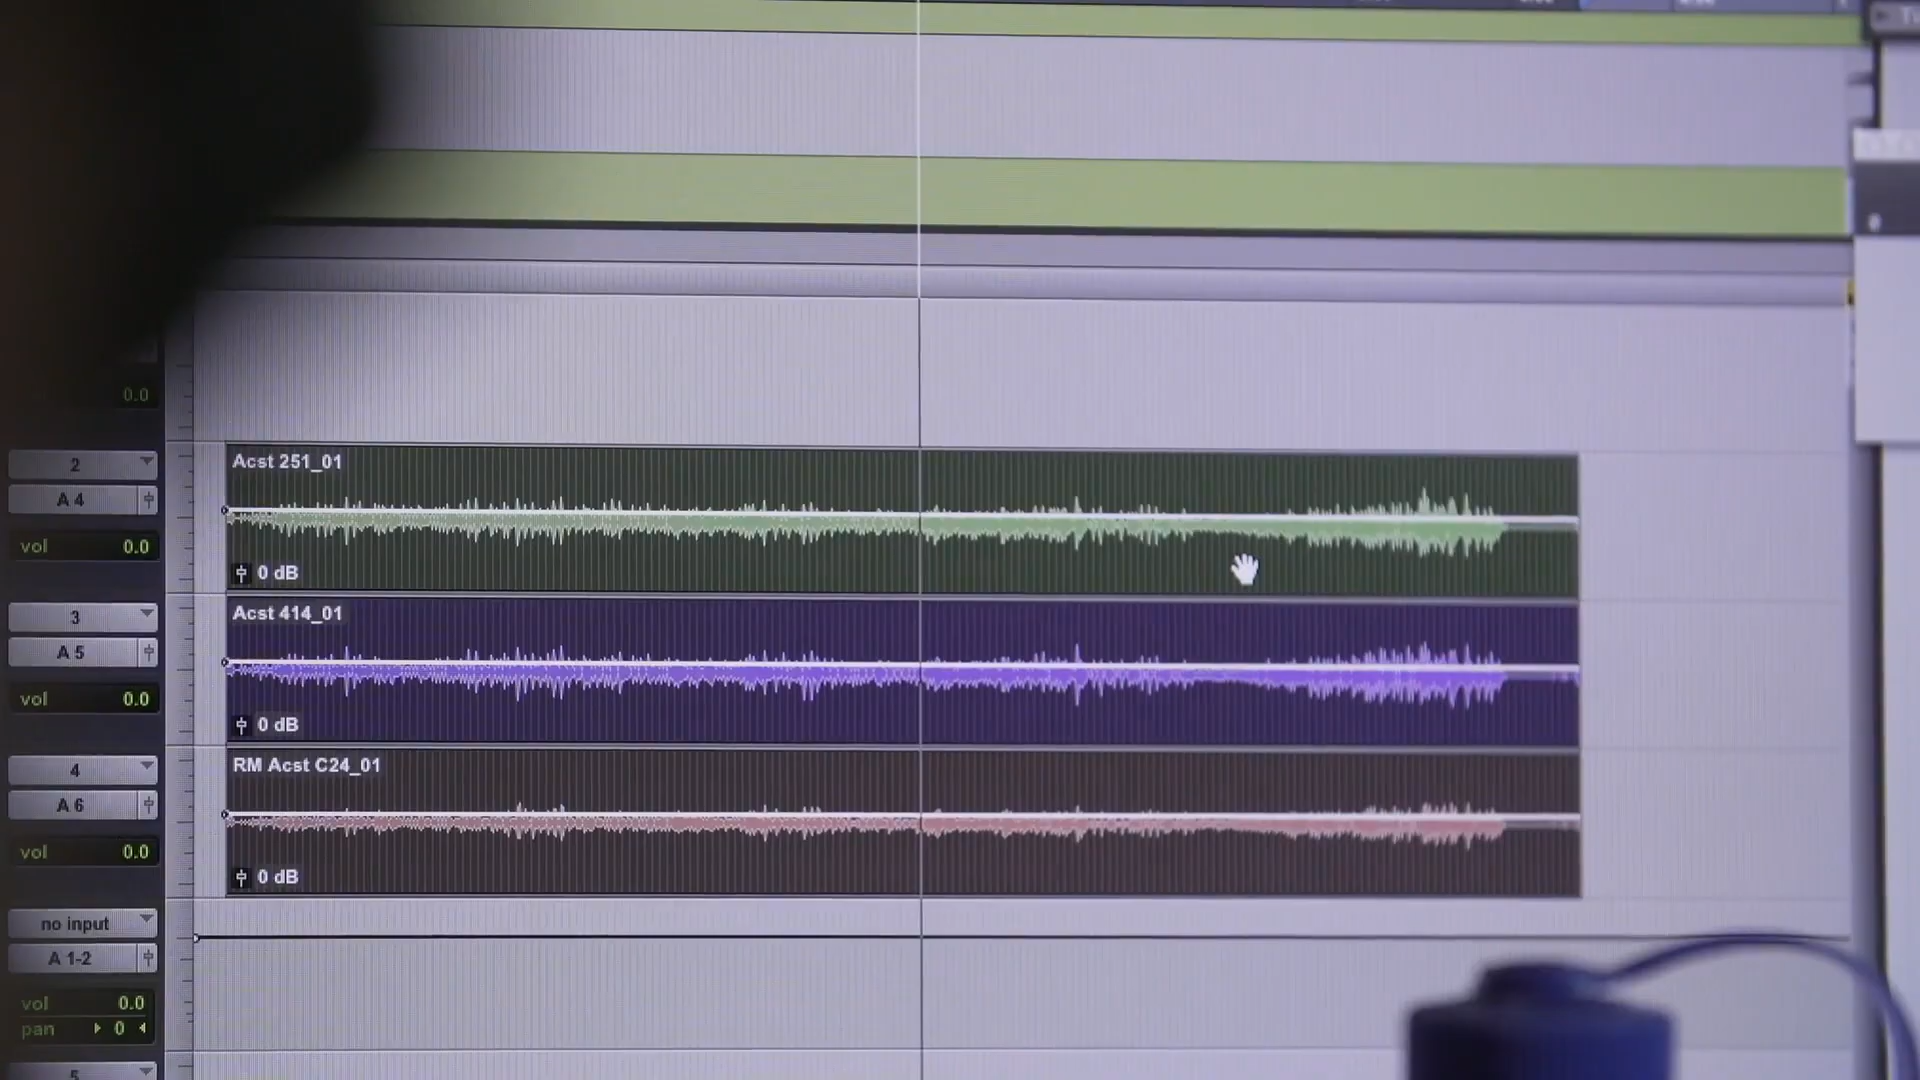 0.0
2
A 4
vol 0.0
Acst 251_01
0 dB
3
A 5
vol 0.0
Acst 414_01
0 dB
4
A 6
vol 0.0
RM Acst C24_01
0 dB
no input
A 1-2
vol 0.0
pan 0
5